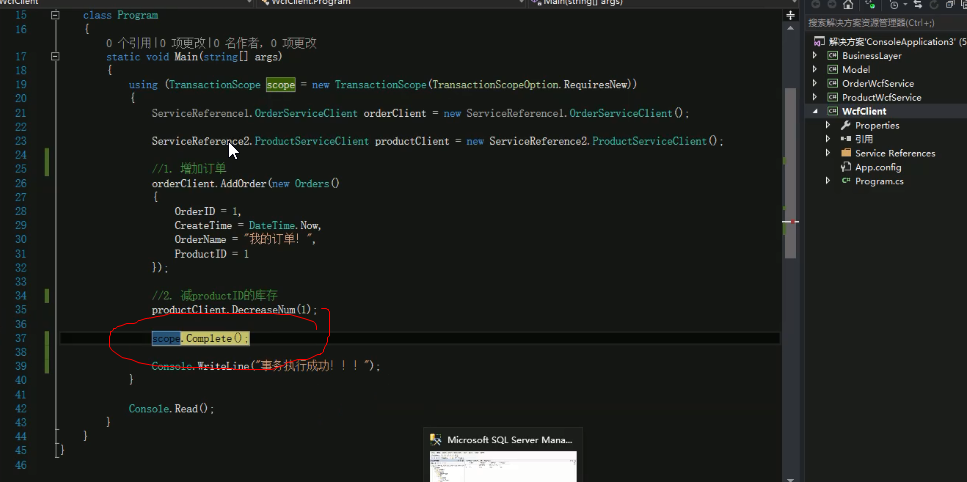 WcfClient
WcfClient.Program
Main(string[] args)
搜索解决方案资源管理器(Ctrl+;)
15 class Program
16 {
0 个引用|0 项更改|0 名作者, 0 项更改
17 static void Main(string[] args)
18 {
19 using (TransactionScope scope = new TransactionScope(TransactionScopeOption.RequiresNew))
20 {
21 ServiceReference1.OrderServiceClient orderClient = new ServiceReference1.OrderServiceClient();
22
23 ServiceReference2.ProductServiceClient productClient = new ServiceReference2.ProductServiceClient();
24
25 //1. 增加订单
26 orderClient.AddOrder(new Orders()
27 {
28 OrderID = 1,
29 CreateTime = DateTime.Now,
30 OrderName = "我的订单! ",
31 ProductID = 1
32 });
33
34 //2. 减productID的库存
35 productClient.DecreaseNum(1);
36
37 scope.Complete();
38
39 Console.WriteLine("事务执行成功! ! ! ");
40 }
41
42 Console.Read();
43 }
44 }
45 }
46
解决方案'ConsoleApplication3' (5
BusinessLayer
Model
OrderWcfService
ProductWcfService
WcfClient
Properties
引用
Service References
App.config
Program.cs
Microsoft SQL Server Mana...